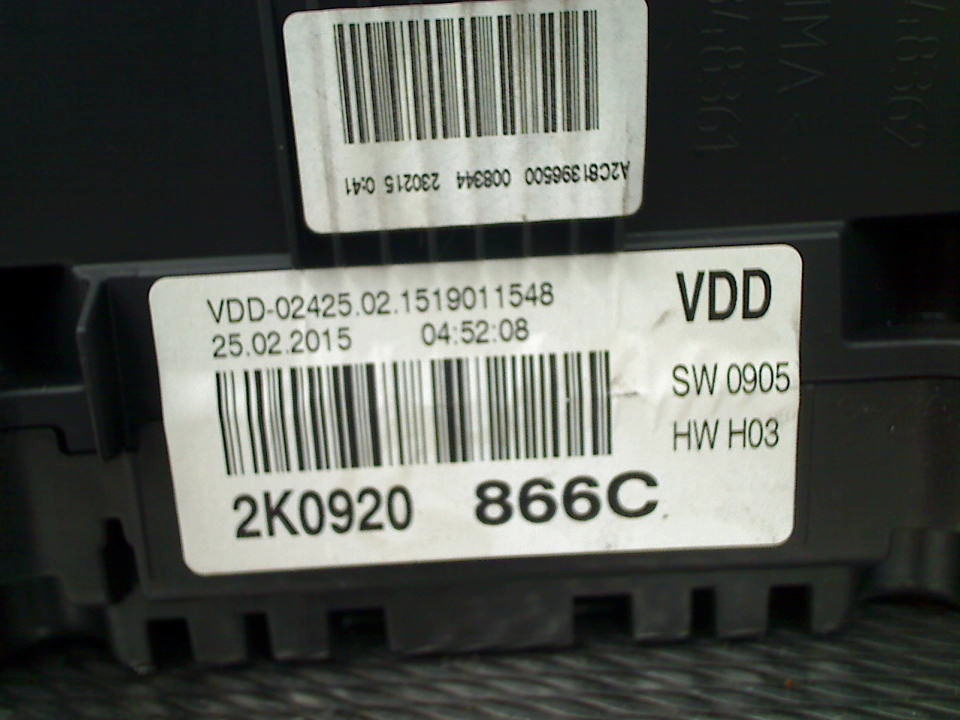 A2C81396500 008344 230215 0:41
VDD-02425.02.1519011548
25.02.2015 04:52:08
VDD
SW 0905
HW H03
2K0920 866C